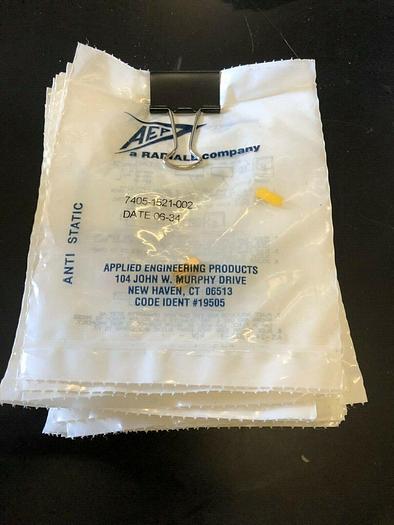 AEP
a RADIALL company
7405-1521-002
DATE 06-34
ANTI STATIC
APPLIED ENGINEERING PRODUCTS
104 JOHN W. MURPHY DRIVE
NEW HAVEN, CT 06513
CODE IDENT #19505